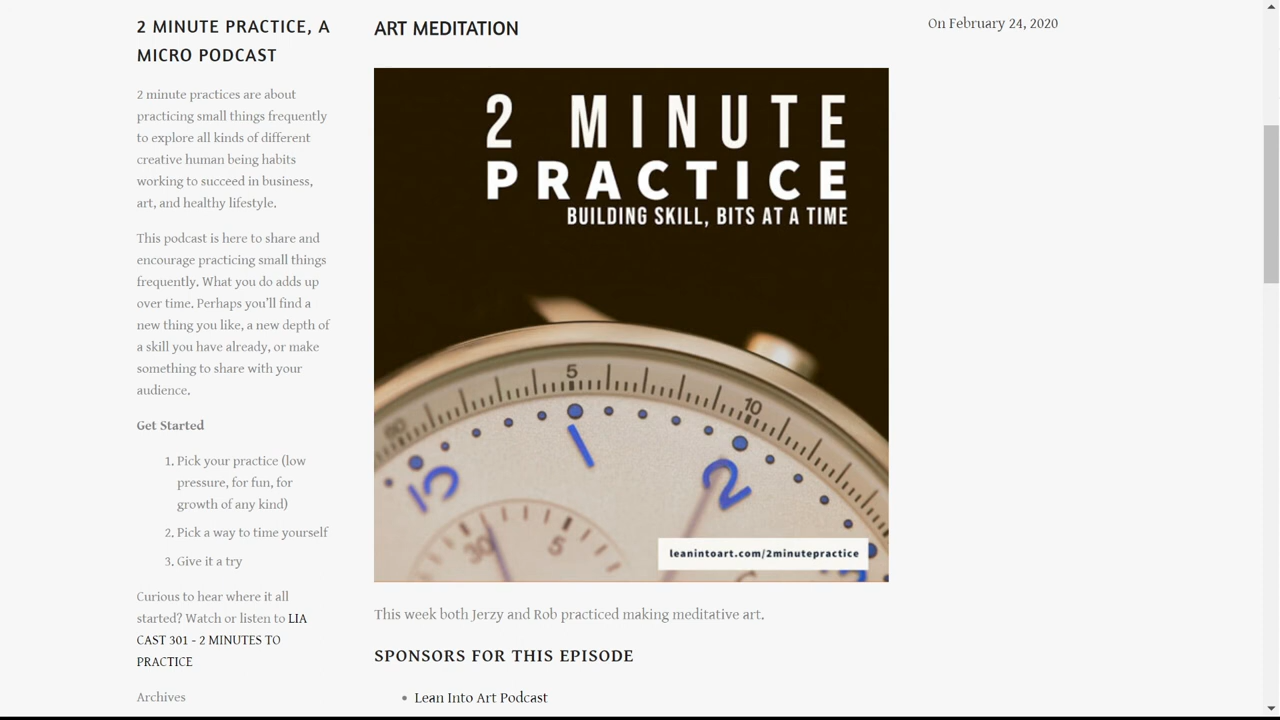 2 MINUTE PRACTICE, A
MICRO PODCAST
2 minute practices are about
practicing small things frequently
to explore all kinds of different
creative human being habits
working to succeed in business,
art, and healthy lifestyle.
This podcast is here to share and
encourage practicing small things
frequently. What you do adds up
over time. Perhaps you'll find a
new thing you like, a new depth of
a skill you have already, or make
something to share with your
audience.
Get Started
1. Pick your practice (low
pressure, for fun, for
growth of any kind)
2. Pick a way to time yourself
3. Give it a try
Curious to hear where it all
started? Watch or listen to LIA
CAST 301 - 2 MINUTES TO
PRACTICE
Archives
ART MEDITATION
2 MINUTE
PRACTICE
BUILDING SKILL, BITS AT A TIME
60
5
10
12
1
2
30
5
leanintoart.com/2minutepractice
This week both Jerzy and Rob practiced making meditative art.
SPONSORS FOR THIS EPISODE
• Lean Into Art Podcast
On February 24, 2020